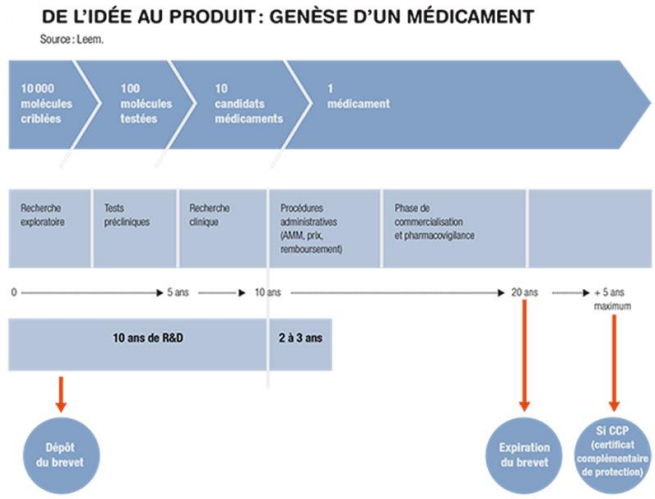 DE L'IDÉE AU PRODUIT : GENÈSE D'UN MÉDICAMENT
Source : Leem.
10 000
molécules
criblées
100
molécules
testées
10
candidats
médicaments
1
médicament
Recherche
exploratoire
Tests
précliniques
Recherche
clinique
Procédures
administratives
(AMM, prix,
remboursement)
Phase de
commercialisation
et pharmacovigilance
0
5 ans
10 ans
20 ans
+ 5 ans
maximum
10 ans de R&D
2 à 3 ans
Dépôt
du brevet
Expiration
du brevet
Si CCP
(certificat
complémentaire
de protection)